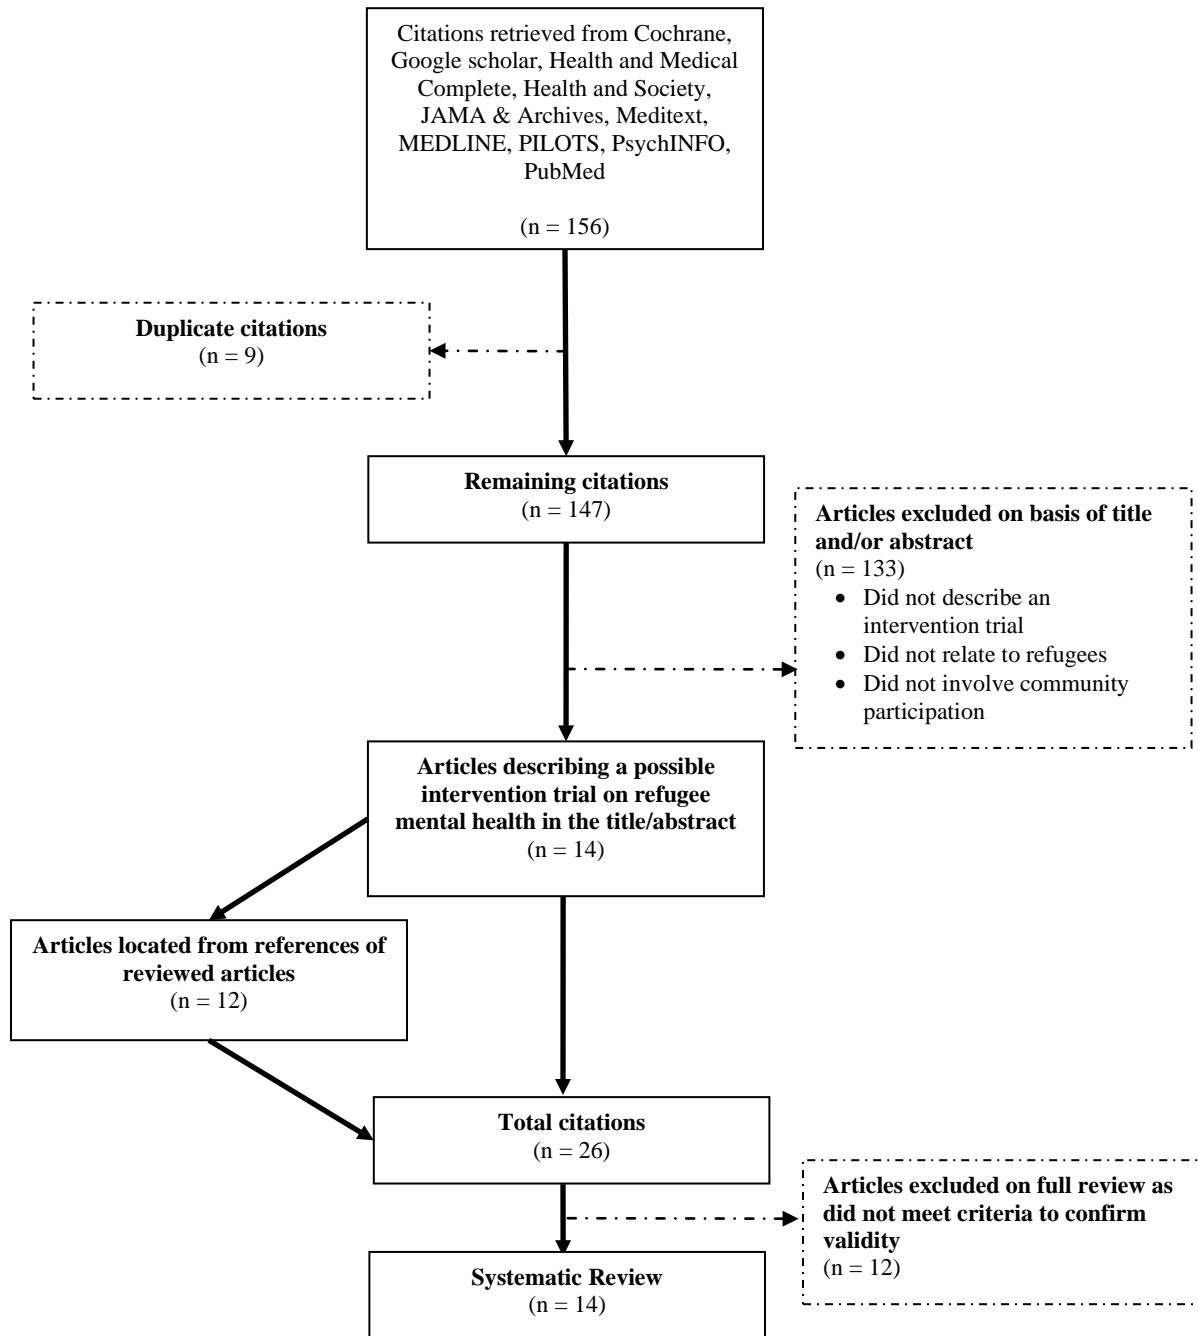 Citations retrieved from Cochrane,
Google scholar, Health and Medical
Complete, Health and Society,
JAMA & Archives, Meditext,
MEDLINE, PILOTS, PsychINFO,
PubMed
(n = 156)
Duplicate citations
(n = 9)
Remaining citations
(n = 147)
Articles excluded on basis of title
and/or abstract
(n = 133)
• Did not describe an
intervention trial
• Did not relate to refugees
• Did not involve community
participation
Articles describing a possible
intervention trial on refugee
mental health in the title/abstract
(n = 14)
Articles located from references of
reviewed articles
(n = 12)
Total citations
(n = 26)
Articles excluded on full review as
did not meet criteria to confirm
validity
(n = 12)
Systematic Review
(n = 14)